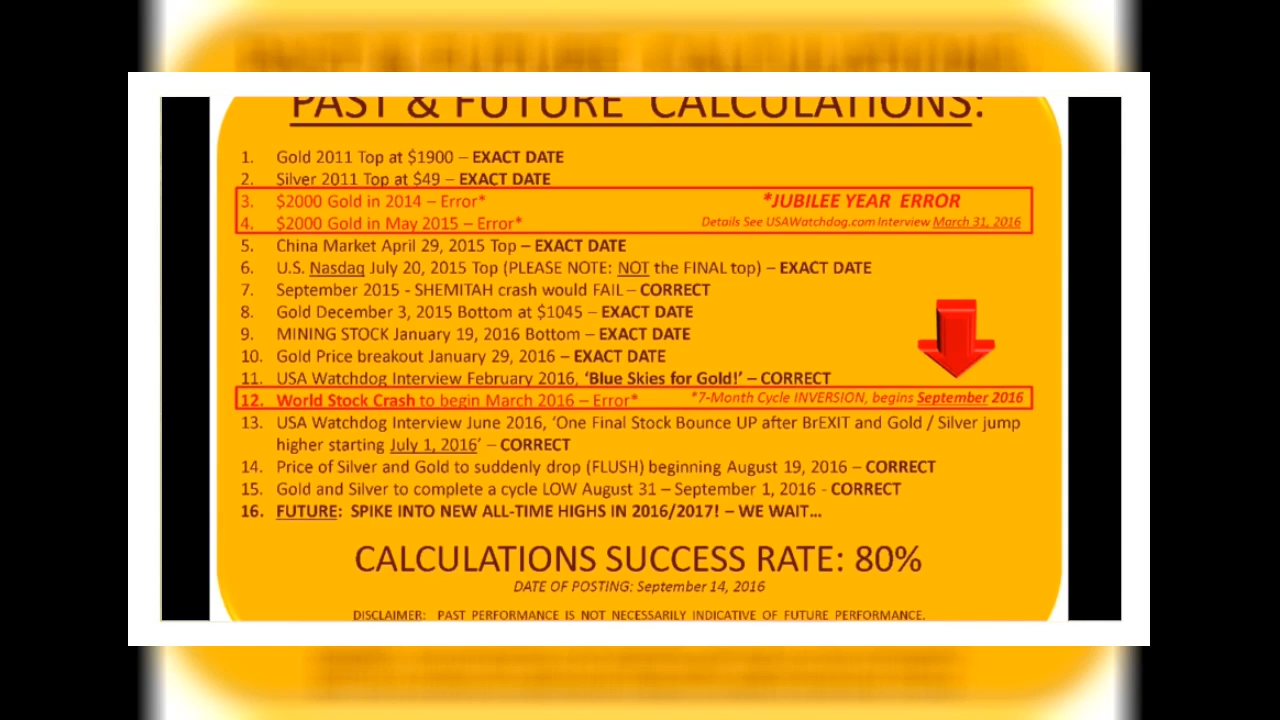 PAST & FUTURE CALCULATIONS:
1. Gold 2011 Top at $1900 – EXACT DATE
2. Silver 2011 Top at $49 – EXACT DATE
3. $2000 Gold in 2014 – Error* *JUBILEE YEAR ERROR
4. $2000 Gold in May 2015 – Error* Details See USAWatchdog.com Interview March 31, 2016
5. China Market April 29, 2015 Top – EXACT DATE
6. U.S. Nasdaq July 20, 2015 Top (PLEASE NOTE: NOT the FINAL top) – EXACT DATE
7. September 2015 - SHEMITAH crash would FAIL – CORRECT
8. Gold December 3, 2015 Bottom at $1045 – EXACT DATE
9. MINING STOCK January 19, 2016 Bottom – EXACT DATE
10. Gold Price breakout January 29, 2016 – EXACT DATE
11. USA Watchdog Interview February 2016, ‘Blue Skies for Gold!’ – CORRECT
12. World Stock Crash to begin March 2016 – Error* *7-Month Cycle INVERSION, begins September 2016
13. USA Watchdog Interview June 2016, ‘One Final Stock Bounce UP after BrEXIT and Gold / Silver jump
higher starting July 1, 2016’ – CORRECT
14. Price of Silver and Gold to suddenly drop (FLUSH) beginning August 19, 2016 – CORRECT
15. Gold and Silver to complete a cycle LOW August 31 – September 1, 2016 - CORRECT
16. FUTURE: SPIKE INTO NEW ALL-TIME HIGHS IN 2016/2017! – WE WAIT...
CALCULATIONS SUCCESS RATE: 80%
DATE OF POSTING: September 14, 2016
DISCLAIMER: PAST PERFORMANCE IS NOT NECESSARILY INDICATIVE OF FUTURE PERFORMANCE.